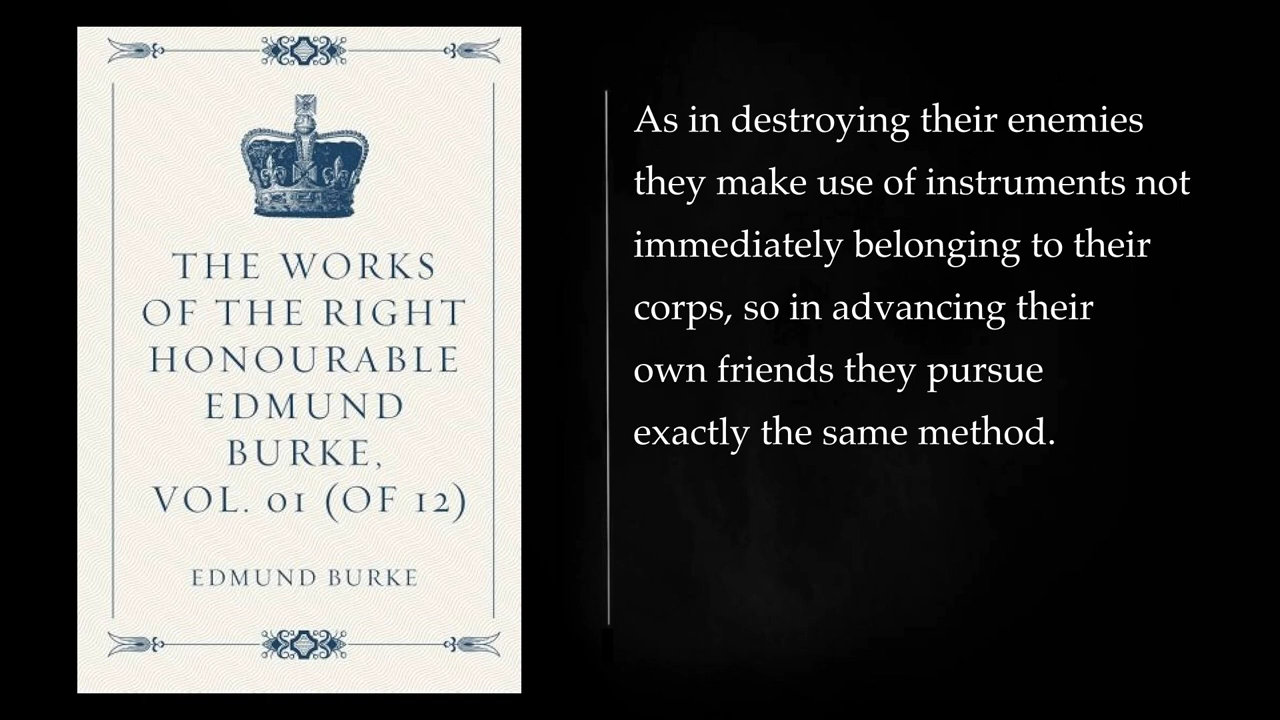 THE WORKS
OF THE RIGHT
HONOURABLE
EDMUND
BURKE,
VOL. 01 (OF 12)
EDMUND BURKE
As in destroying their enemies
they make use of instruments not
immediately belonging to their
corps, so in advancing their
own friends they pursue
exactly the same method.